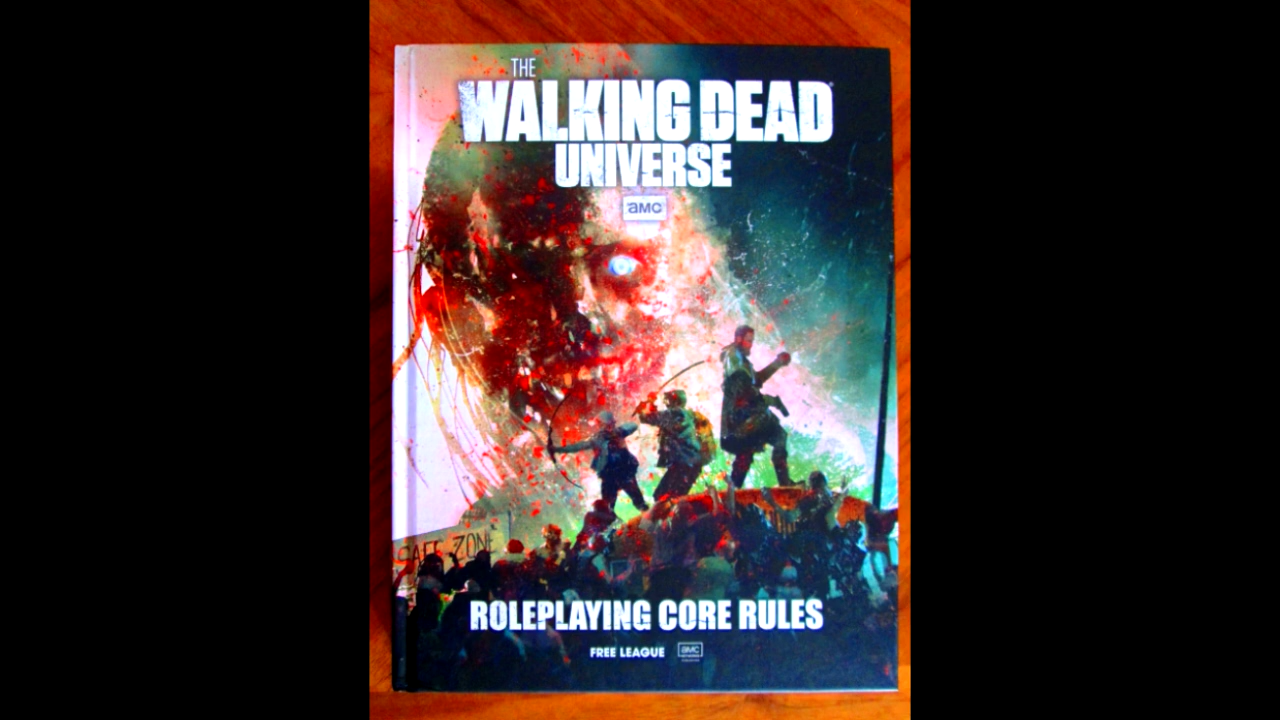 THE
WALKING DEAD
UNIVERSE
aMC
SAFE ZONE
ROLEPLAYING CORE RULES
FREE LEAGUE
aMC